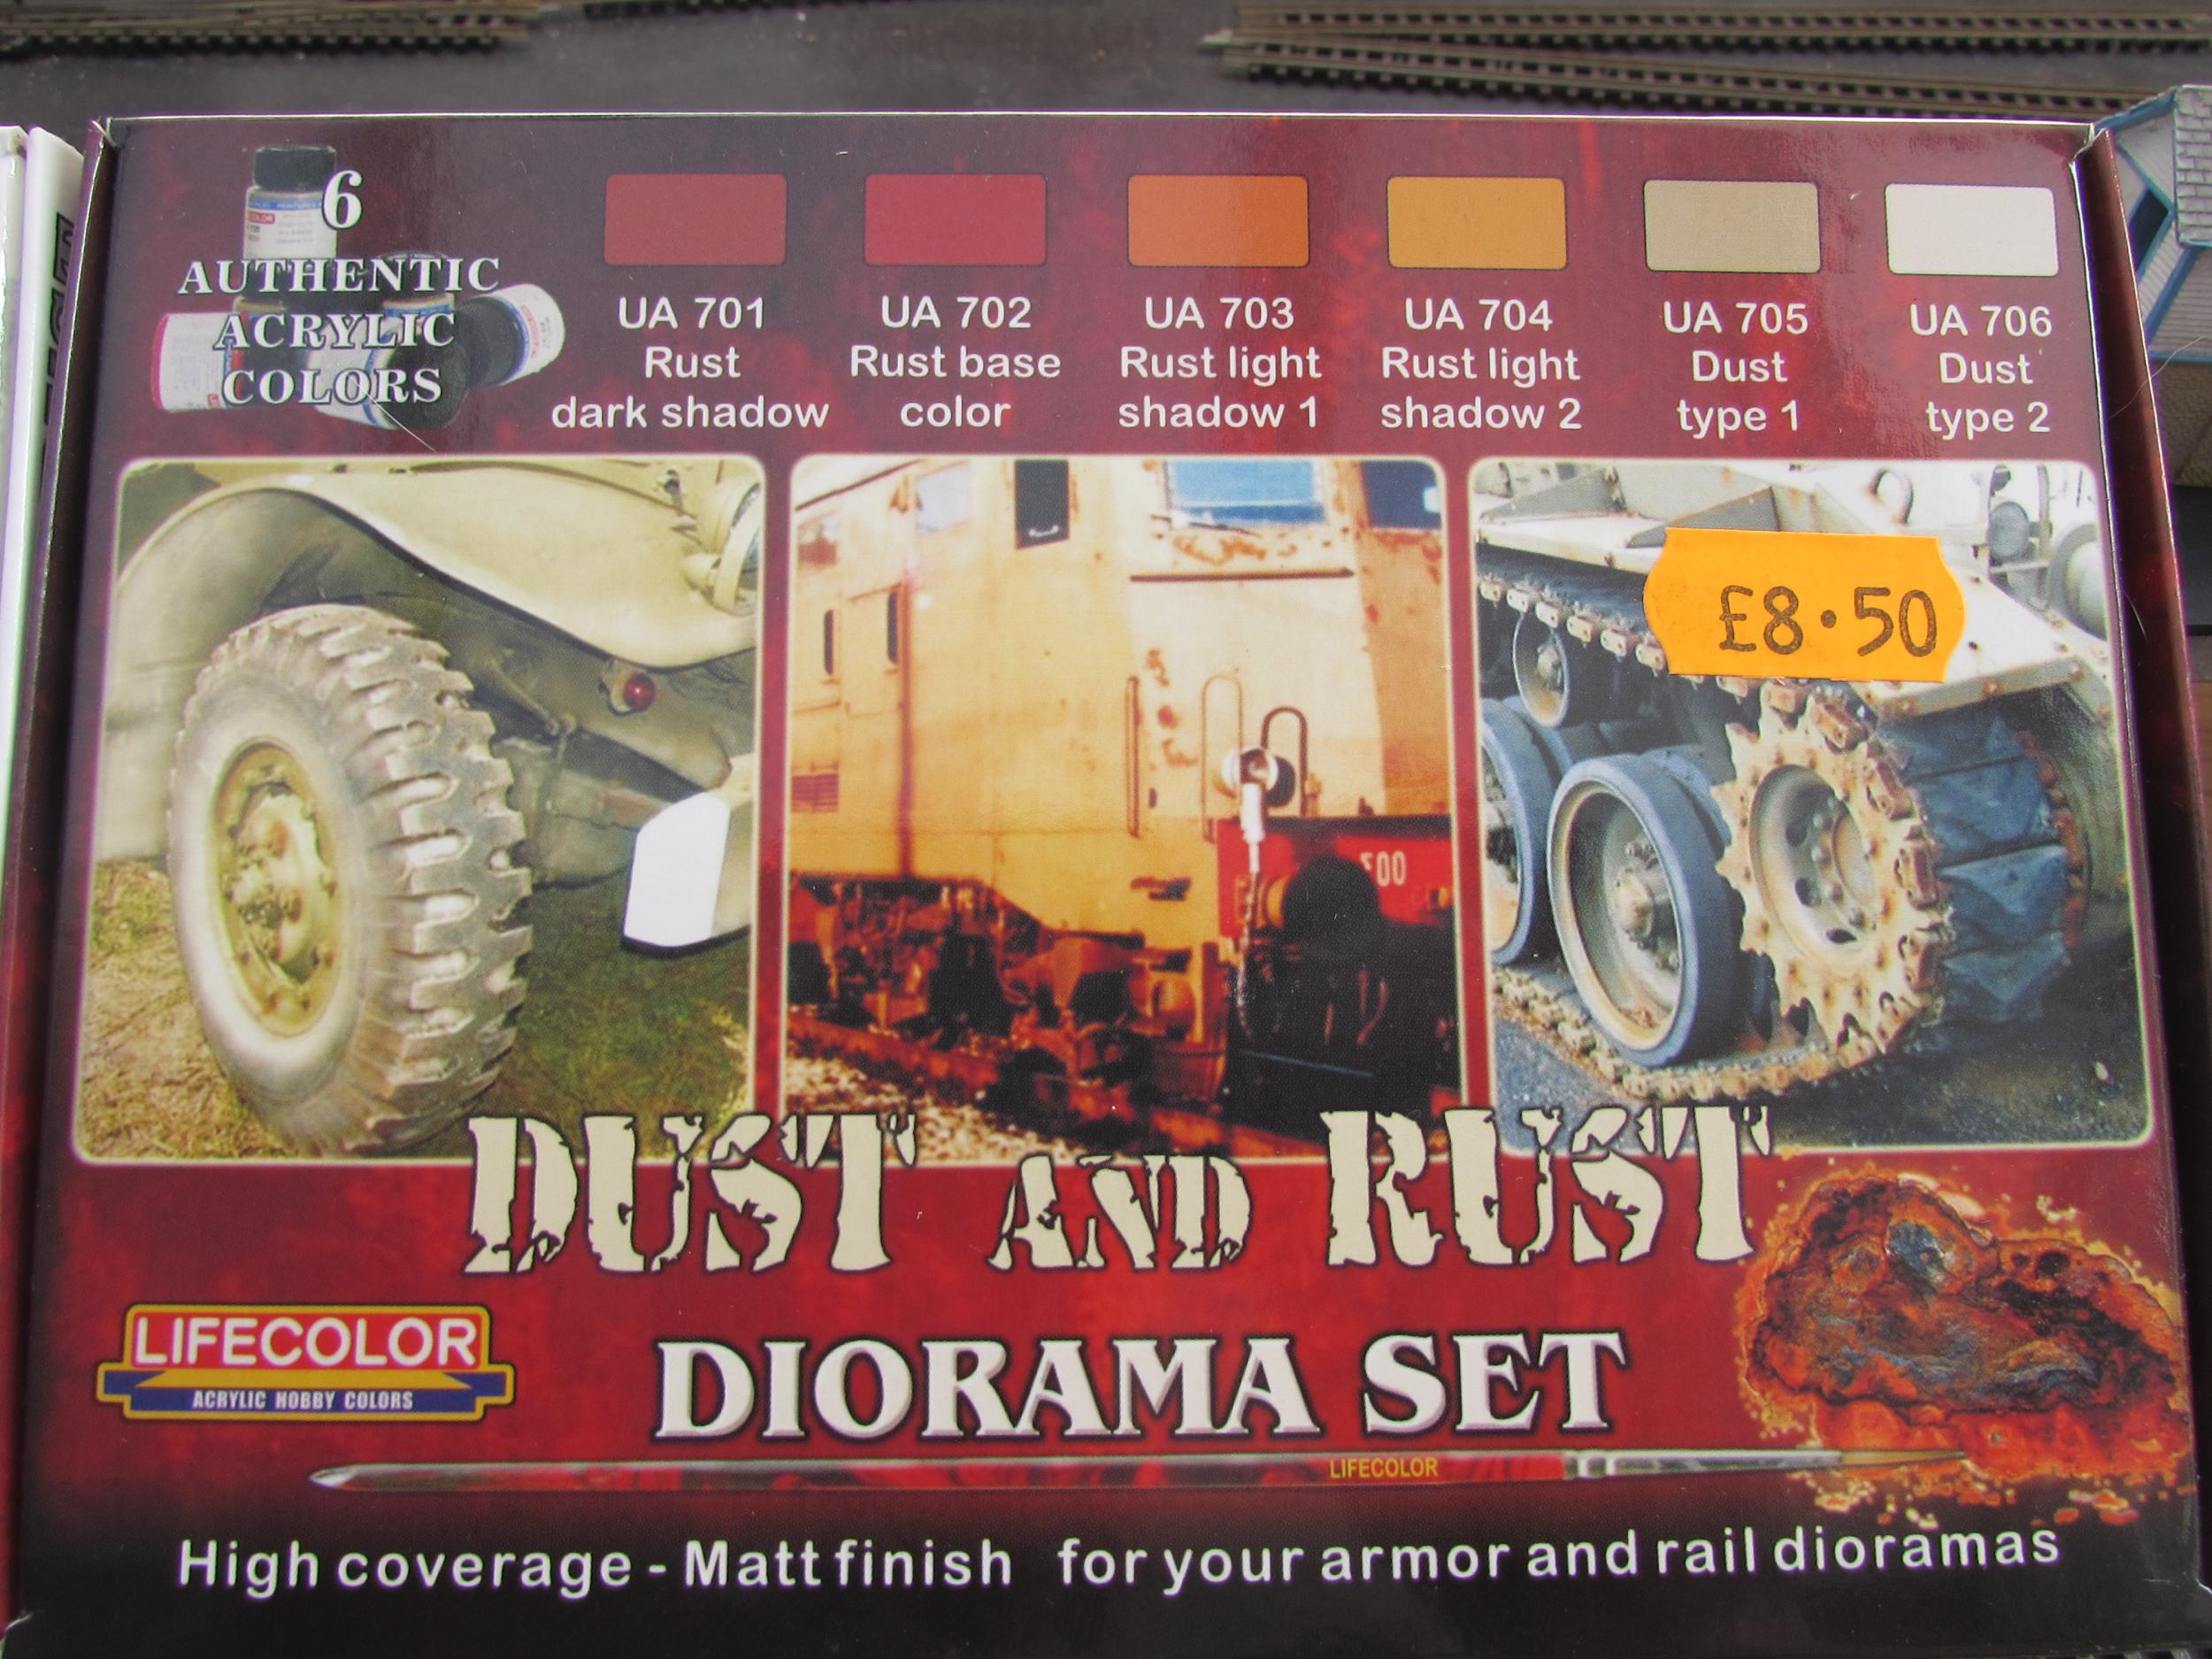 6
AUTHENTIC
ACRYLIC
COLORS
UA 701
Rust
dark shadow
UA 702
Rust base
color
UA 703
Rust light
shadow 1
UA 704
Rust light
shadow 2
UA 705
Dust
type 1
UA 706
Dust
type 2
£8.50
500
DUST AND RUST
LIFECOLOR
ACRYLIC HOBBY COLORS
DIORAMA SET
LIFECOLOR
High coverage - Matt finish for your armor and rail dioramas